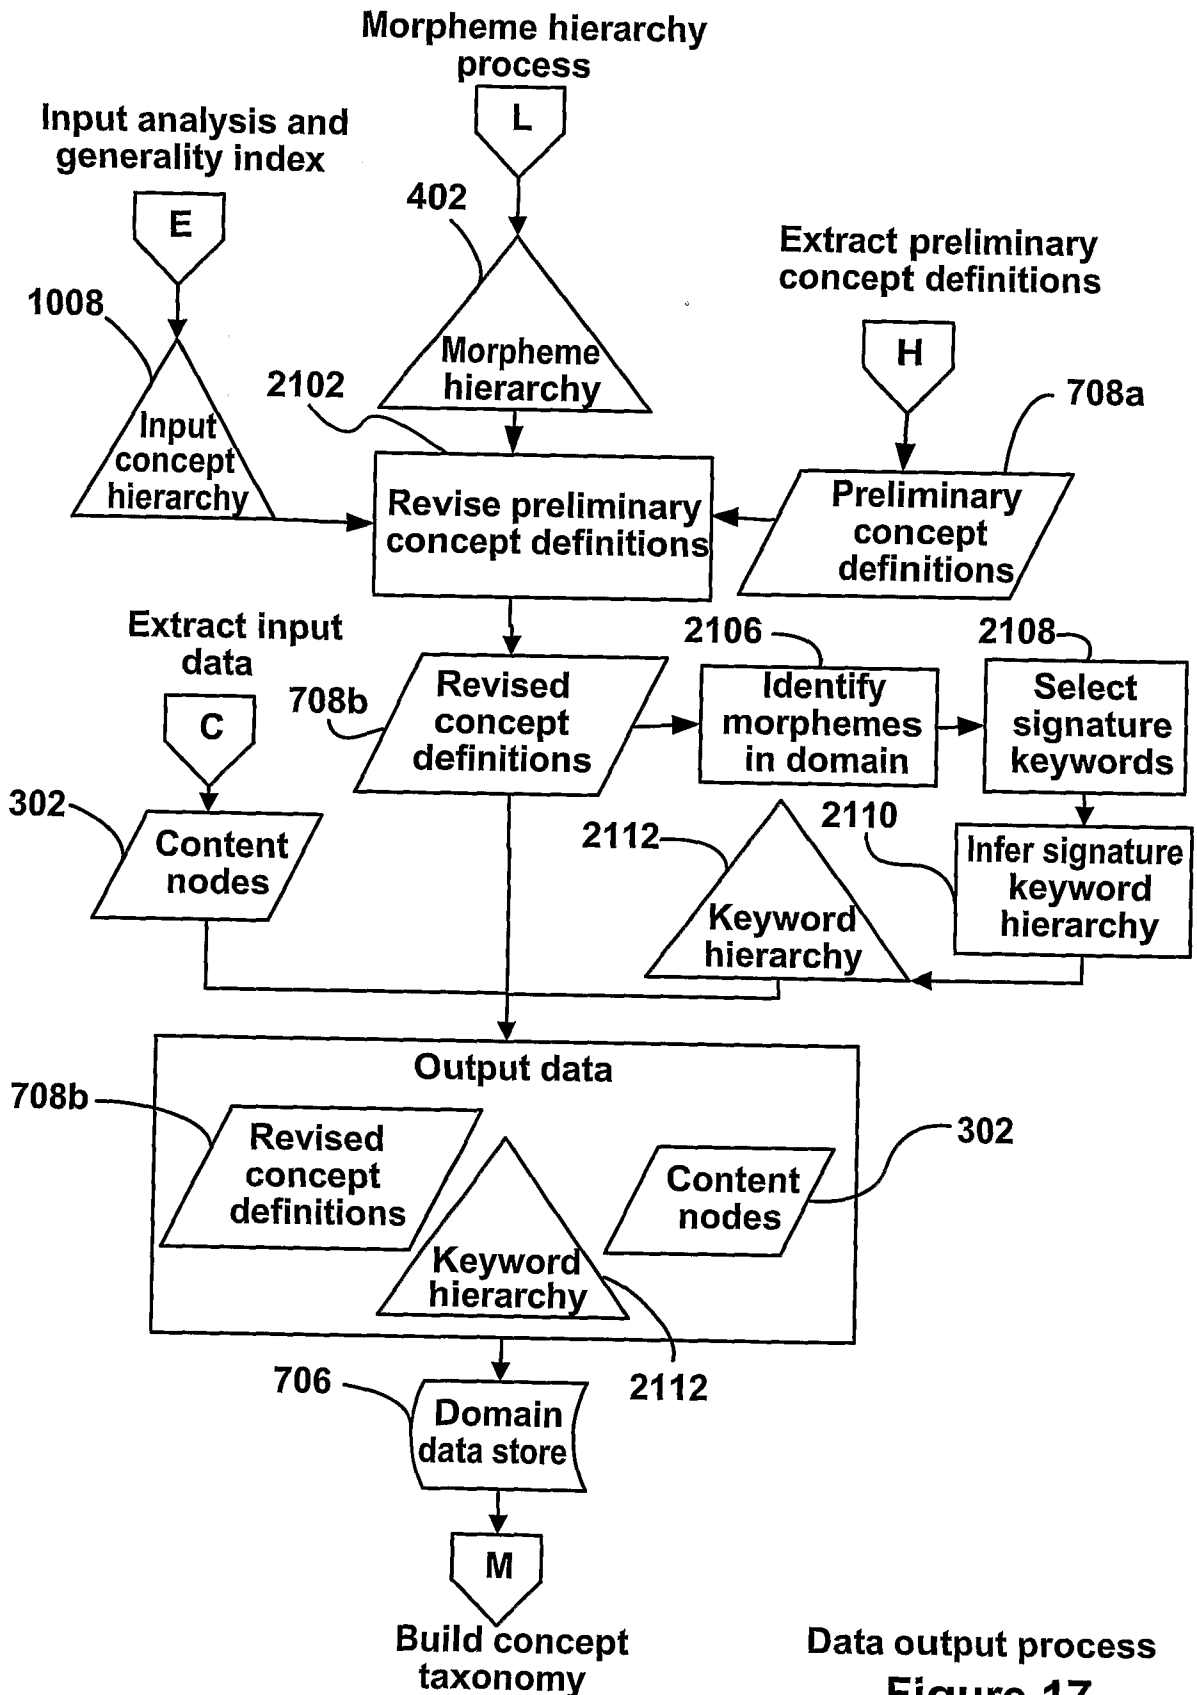 Morpheme hierarchy
process
L
Input analysis and
generality index
E
402
Extract preliminary
concept definitions
H
1008
Morpheme
hierarchy
2102
708a
Input
concept
hierarchy
Revise preliminary
concept definitions
Preliminary
concept
definitions
Extract input
data
C
2106
2108
708b
Revised
concept
definitions
Identify
morphemes
in domain
Select
signature
keywords
302
Content
nodes
2112
2110
Keyword
hierarchy
Infer signature
keyword
hierarchy
Output data
708b
Revised
concept
definitions
Keyword
hierarchy
Content
nodes
302
706
2112
Domain
data store
M
Build concept
taxonomy
Data output process
Figure 17